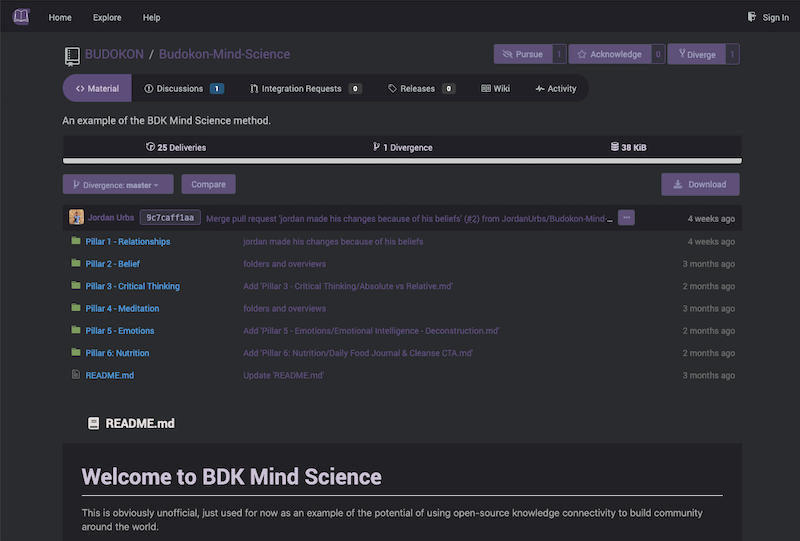 Home Explore Help Sign In
BUDOKON / Budokon-Mind-Science Pursue 1 Acknowledge 0 Diverge 1
Material Discussions 1 Integration Requests 0 Releases 0 Wiki Activity
An example of the BDK Mind Science method.
25 Deliveries 1 Divergence 38 KiB
Divergence: master Compare Download
Jordan Urbs 9c7caff1aa Merge pull request 'jordan made his changes because of his beliefs' (#2) from JordanUrbs/Budokon-Mind-... ... 4 weeks ago
Pillar 1 - Relationships jordan made his changes because of his beliefs 4 weeks ago
Pillar 2 - Belief folders and overviews 3 months ago
Pillar 3 - Critical Thinking Add 'Pillar 3 - Critical Thinking/Absolute vs Relative.md' 2 months ago
Pillar 4 - Meditation folders and overviews 3 months ago
Pillar 5 - Emotions Add 'Pillar 5 - Emotions/Emotional Intelligence - Deconstruction.md' 2 months ago
Pillar 6: Nutrition Add 'Pillar 6: Nutrition/Daily Food Journal & Cleanse CTA.md' 2 months ago
README.md Update 'README.md' 3 months ago
README.md
Welcome to BDK Mind Science
This is obviously unofficial, just used for now as an example of the potential of using open-source knowledge connectivity to build community
around the world.